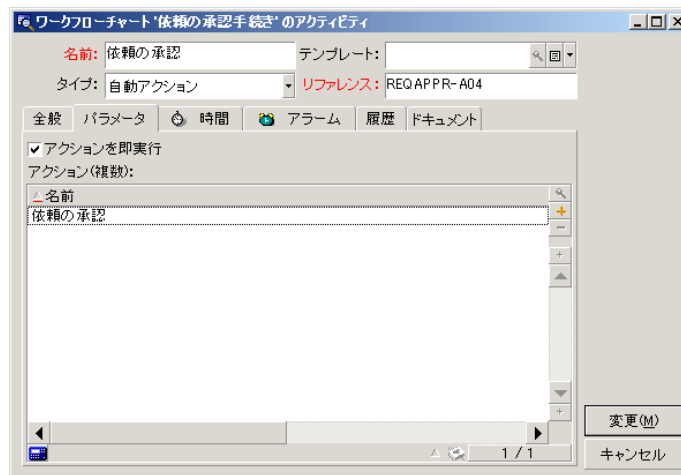 ワークフローチャート'依頼の承認手続き'のアクティビティ
名前: 依頼の承認 テンプレート:
タイプ: 自動アクション リファレンス: REQAPPR-A04
全般 パラメータ 時間 アラーム 履歴 ドキュメント
アクションを即実行
アクション(複数):
名前
依頼の承認
1 / 1
変更(M)
キャンセル